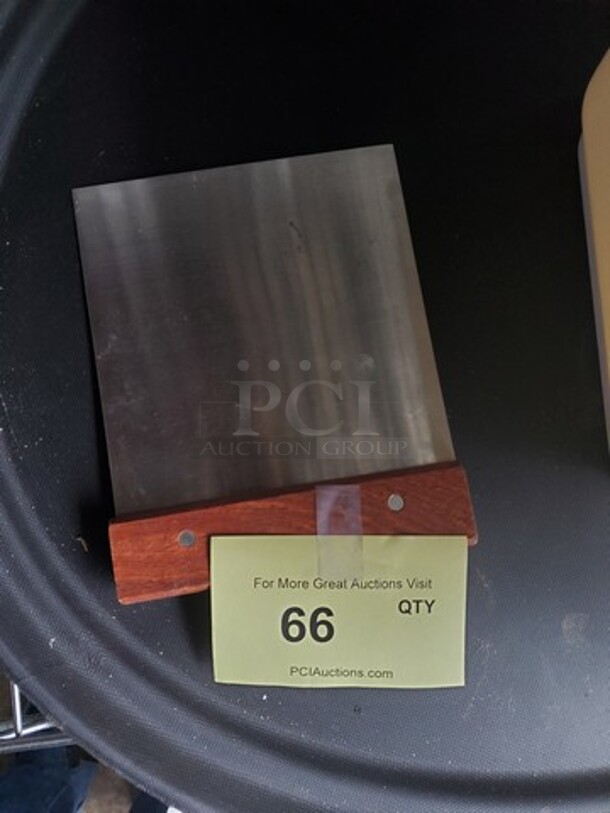 PCI
AUCTION GROUP
For More Great Auctions Visit
66 QTY
PCIAuctions.com